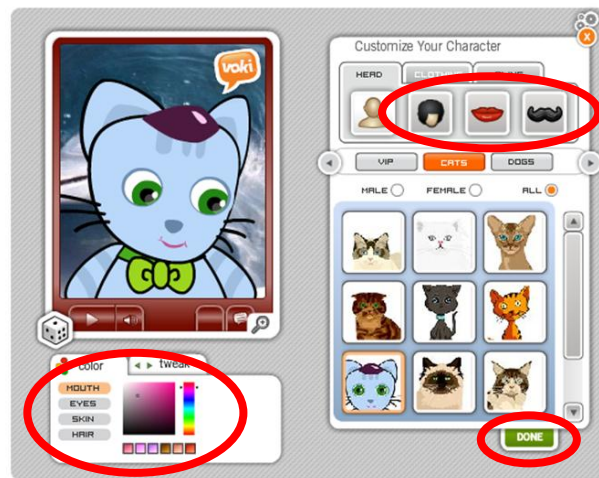 voki
X
Customize Your Character
HEAD CLOTHING
VIP CATS DOGS
MALE FEMALE ALL
color tweak
MOUTH
EYES
SKIN
HAIR
DONE